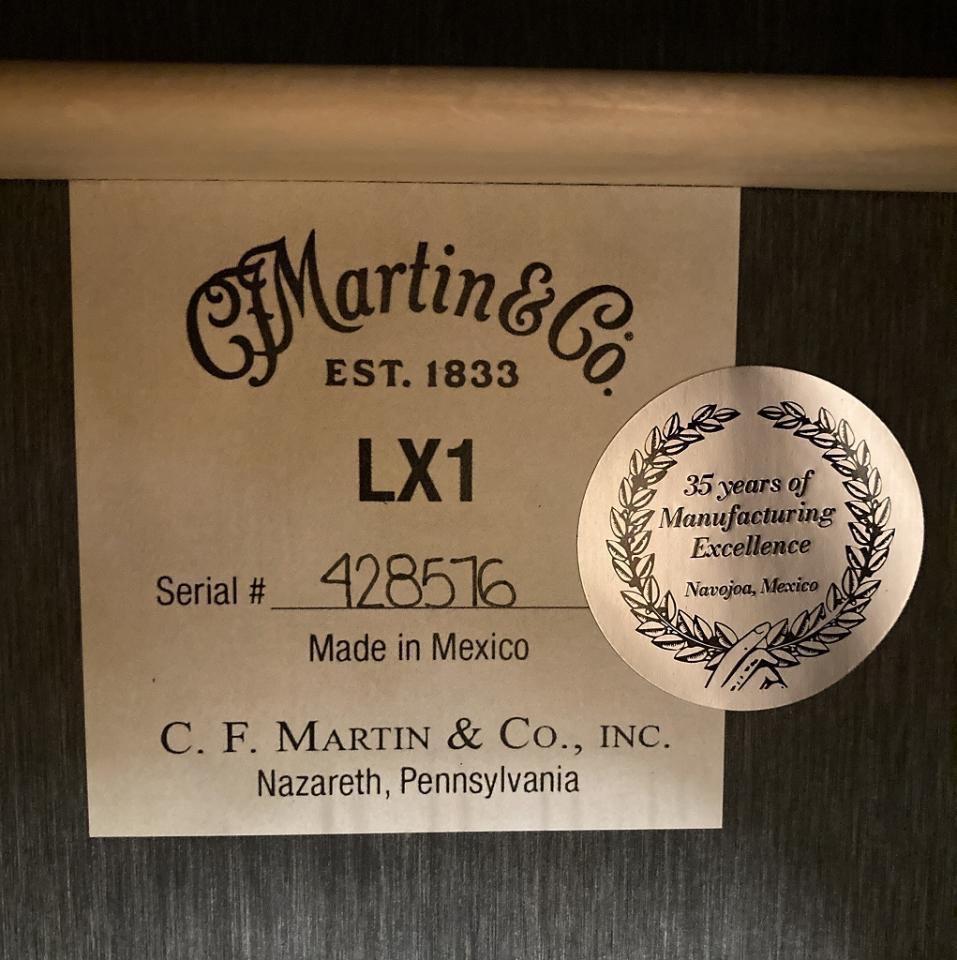 CF Martin & Co.
EST. 1833
LX1
Serial # 428576
Made in Mexico
C. F. MARTIN & CO., INC.
Nazareth, Pennsylvania
35 years of
Manufacturing
Excellence
Navojoa, Mexico